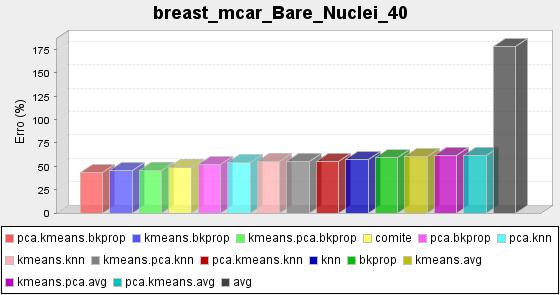 breast_mcar_Bare_Nuclei_40
175
150
125
100
75
50
25
0
Erro (%)
pca.kmeans.bkprop kmeans.bkprop kmeans.pca.bkprop comite pca.bkprop pca.knn
kmeans.knn kmeans.pca.knn pca.kmeans.knn knn bkprop kmeans.avg
kmeans.pca.avg pca.kmeans.avg avg